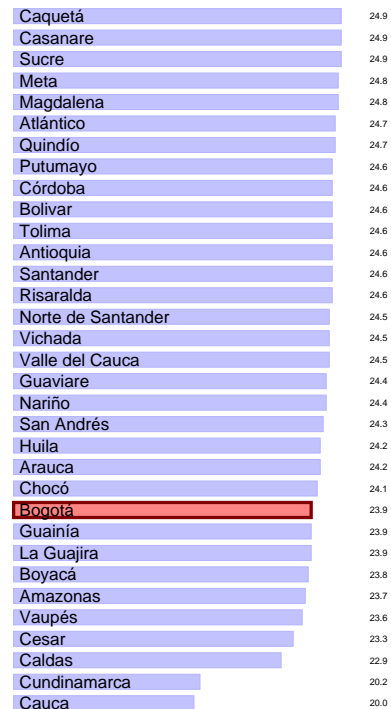 Caquetá 24.9
Casanare 24.9
Sucre 24.9
Meta 24.8
Magdalena 24.8
Atlántico 24.7
Quindío 24.7
Putumayo 24.6
Córdoba 24.6
Bolivar 24.6
Tolima 24.6
Antioquia 24.6
Santander 24.6
Risaralda 24.6
Norte de Santander 24.5
Vichada 24.5
Valle del Cauca 24.5
Guaviare 24.4
Nariño 24.4
San Andrés 24.3
Huila 24.2
Arauca 24.2
Chocó 24.1
Bogotá 23.9
Guainía 23.9
La Guajira 23.9
Boyacá 23.8
Amazonas 23.7
Vaupés 23.6
Cesar 23.3
Caldas 22.9
Cundinamarca 20.2
Cauca 20.0